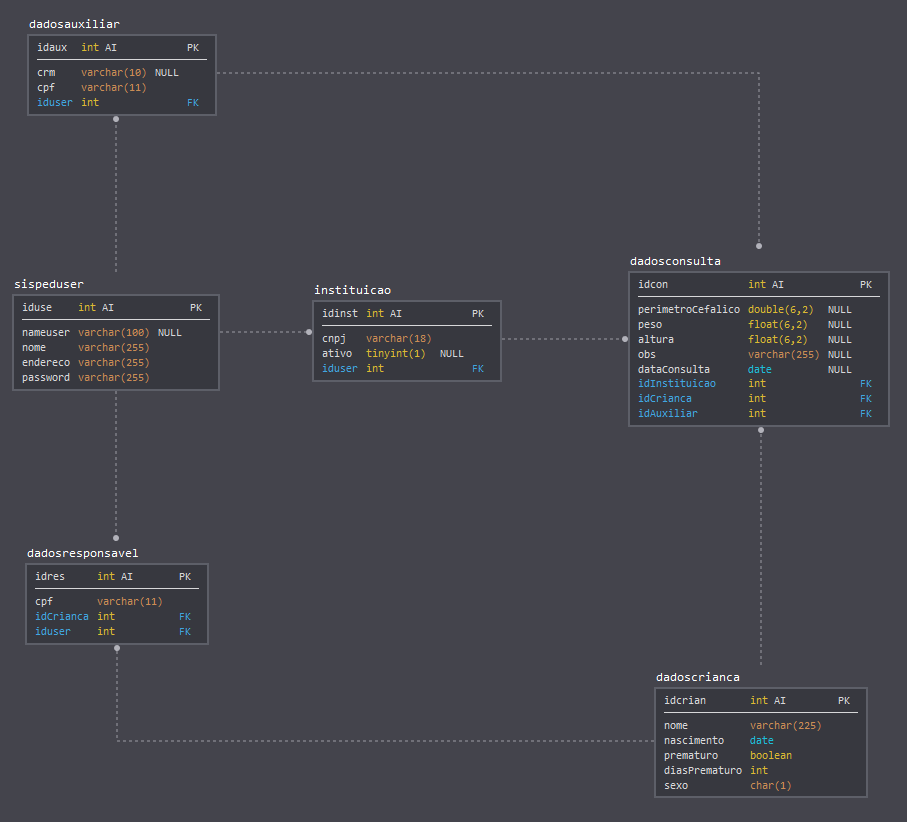 dadosauxiliar
idaux int AI PK
crm varchar(10) NULL
cpf varchar(11)
iduser int FK
sispeduser
iduse int AI PK
nameuser varchar(100) NULL
nome varchar(255)
endereco varchar(255)
password varchar(255)
instituicao
idinst int AI PK
cnpj varchar(18)
ativo tinyint(1) NULL
iduser int FK
dadosconsulta
idcon int AI PK
perimetroCefalico double(6,2) NULL
peso float(6,2) NULL
altura float(6,2) NULL
obs varchar(255) NULL
dataConsulta date NULL
idInstituicao int FK
idCrianca int FK
idAuxiliar int FK
dadosresponsavel
idres int AI PK
cpf varchar(11)
idCrianca int FK
iduser int FK
dadoscrianca
idcrian int AI PK
nome varchar(225)
nascimento date
prematuro boolean
diasPrematuro int
sexo char(1)